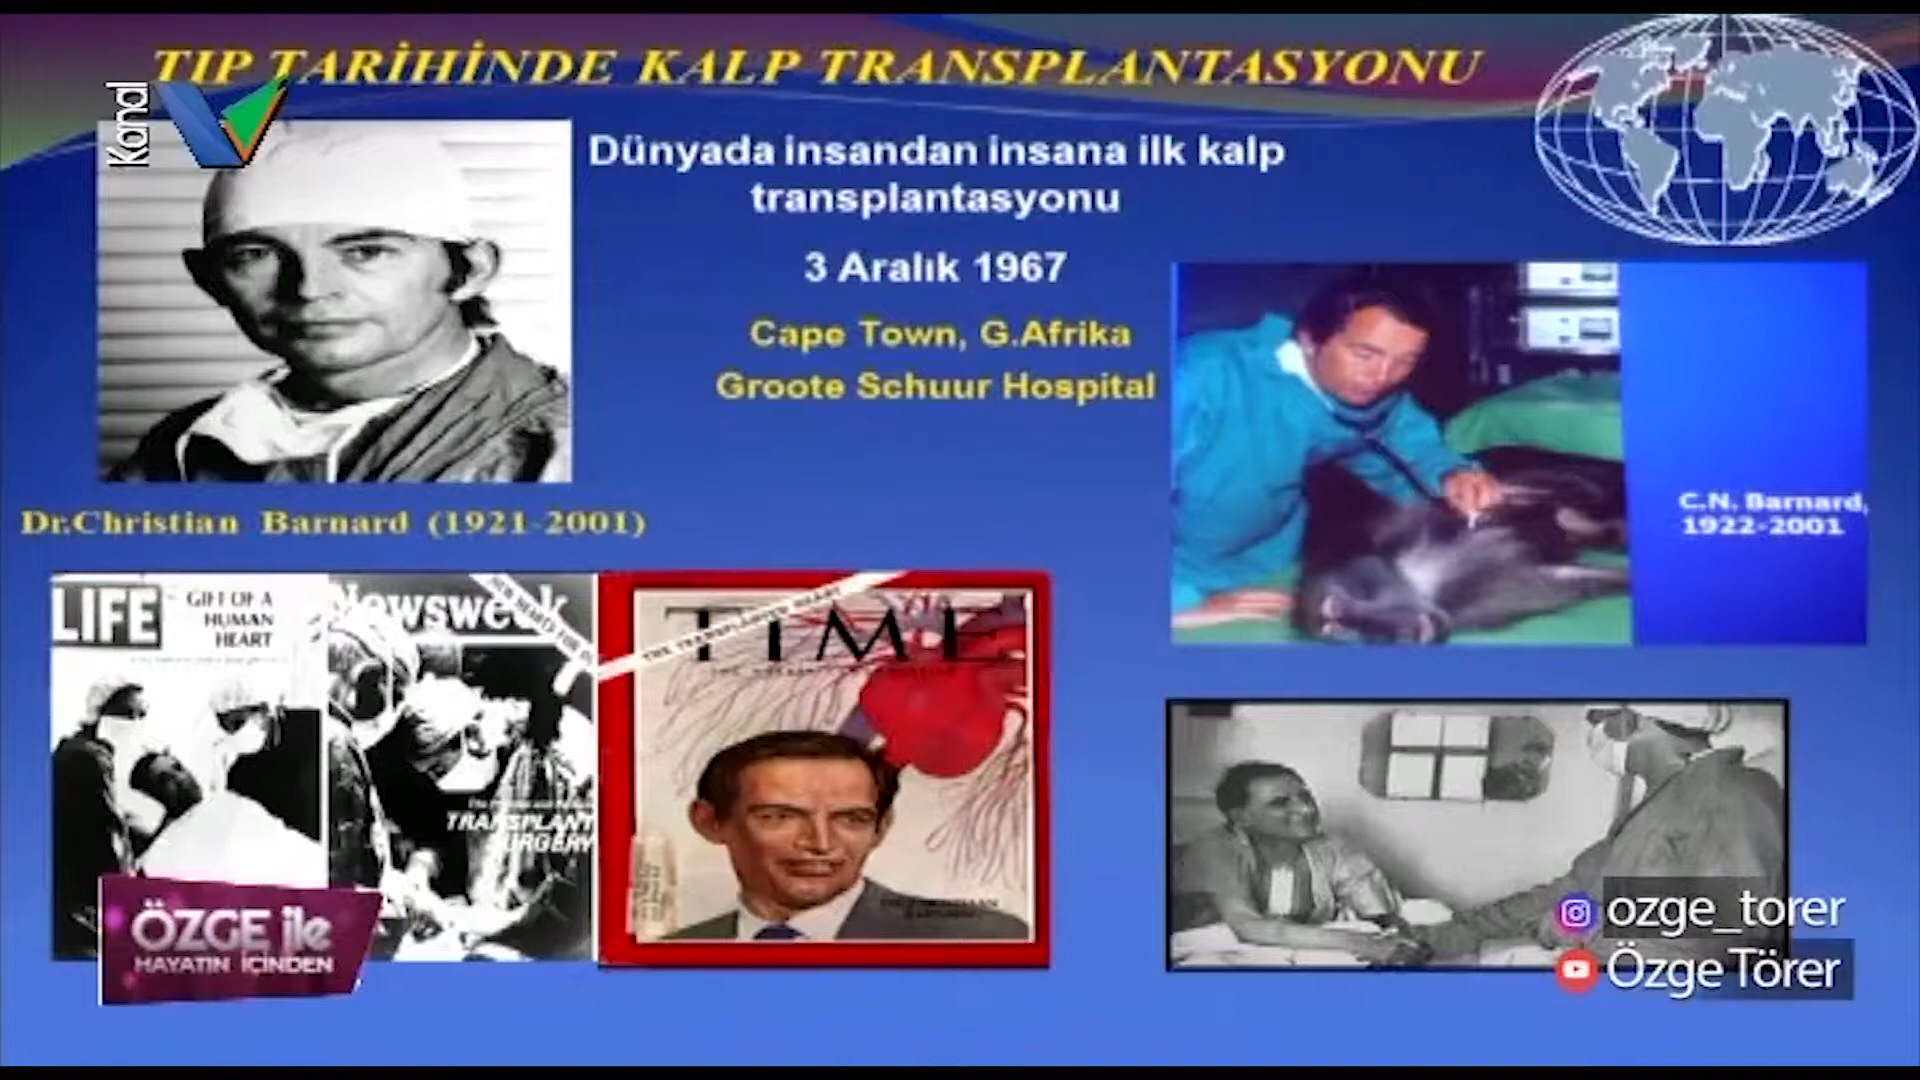 TIP TARİHİNDE KALP TRANSPLANTASYONU
Kanal
Dünyada insandan insana ilk kalp
transplantasyonu
3 Aralık 1967
Cape Town, G.Afrika
Groote Schuur Hospital
C.N. Barnard,
1922-2001
Dr.Christian Barnard (1921-2001)
LIFE
GIFT OF A
HUMAN
HEART
Newsweek
TRANSPLANT
SURGERY
THE TRANSPLANTED HEART
TIME
ÖZGE ile
HAYATIN İÇİNDEN
ozge_torer
Özge Törer